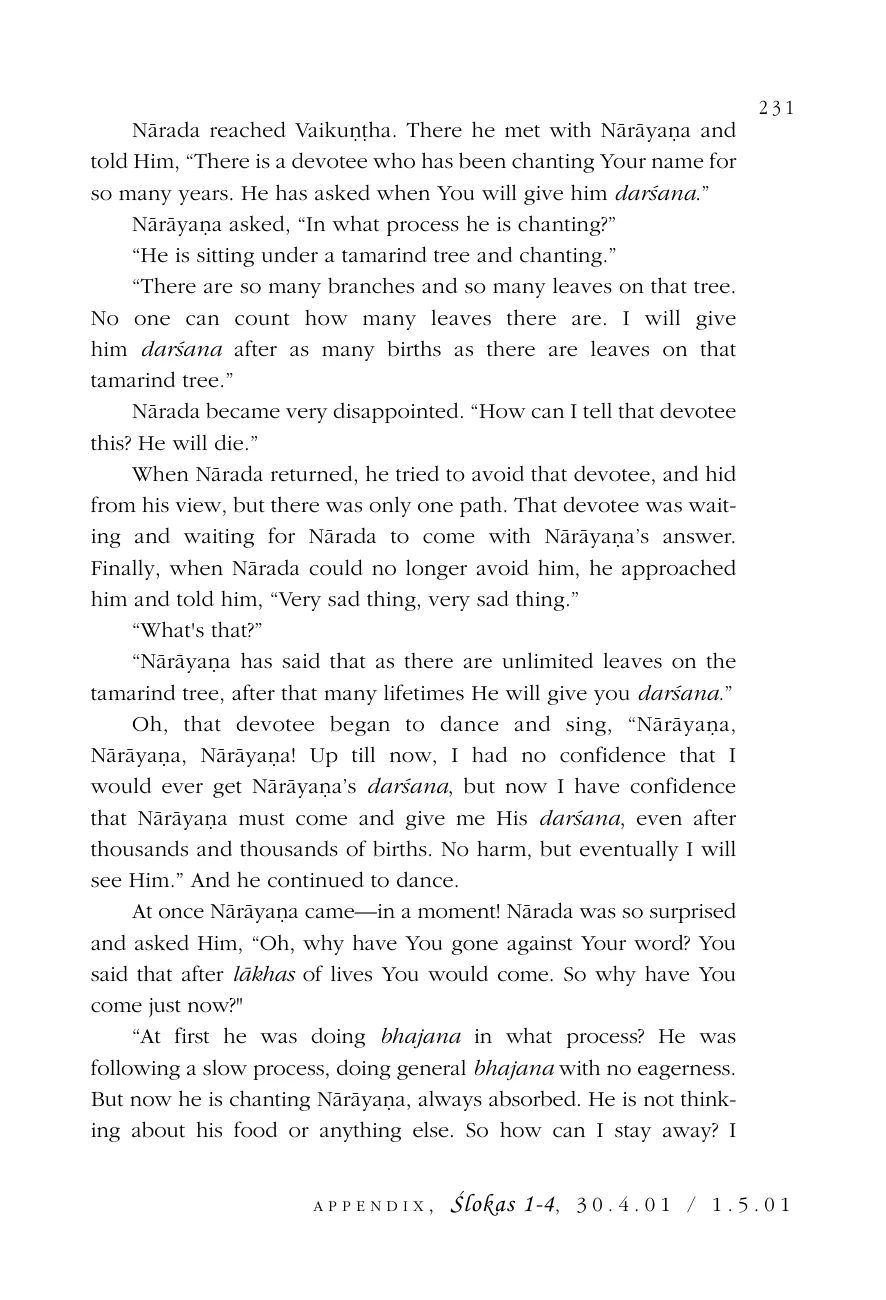 231
Nārada reached Vaikuṇṭha. There he met with Nārāyaṇa and
told Him, “There is a devotee who has been chanting Your name for
so many years. He has asked when You will give him darśana.”
Nārāyaṇa asked, “In what process he is chanting?”
“He is sitting under a tamarind tree and chanting.”
“There are so many branches and so many leaves on that tree.
No one can count how many leaves there are. I will give
him darśana after as many births as there are leaves on that
tamarind tree.”
Nārada became very disappointed. “How can I tell that devotee
this? He will die.”
When Nārada returned, he tried to avoid that devotee, and hid
from his view, but there was only one path. That devotee was wait-
ing and waiting for Nārada to come with Nārāyaṇa’s answer.
Finally, when Nārada could no longer avoid him, he approached
him and told him, “Very sad thing, very sad thing.”
“What's that?”
“Nārāyaṇa has said that as there are unlimited leaves on the
tamarind tree, after that many lifetimes He will give you darśana.”
Oh, that devotee began to dance and sing, “Nārāyaṇa,
Nārāyaṇa, Nārāyaṇa! Up till now, I had no confidence that I
would ever get Nārāyaṇa’s darśana, but now I have confidence
that Nārāyaṇa must come and give me His darśana, even after
thousands and thousands of births. No harm, but eventually I will
see Him.” And he continued to dance.
At once Nārāyaṇa came—in a moment! Nārada was so surprised
and asked Him, “Oh, why have You gone against Your word? You
said that after lākhas of lives You would come. So why have You
come just now?"
“At first he was doing bhajana in what process? He was
following a slow process, doing general bhajana with no eagerness.
But now he is chanting Nārāyaṇa, always absorbed. He is not think-
ing about his food or anything else. So how can I stay away? I
APPENDIX, Ślokas 1-4, 30.4.01 / 1.5.01